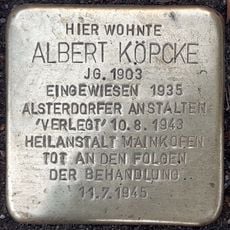 HIER WOHNTE
ALBERT KÖPCKE
JG. 1903
EINGEWIESEN 1935
ALSTERDORFER ANSTALTEN
'VERLEGT' 10.8.1943
HEILANSTALT MAINKOFEN
TOT AN DEN FOLGEN
DER BEHANDLUNG
11.7.1945